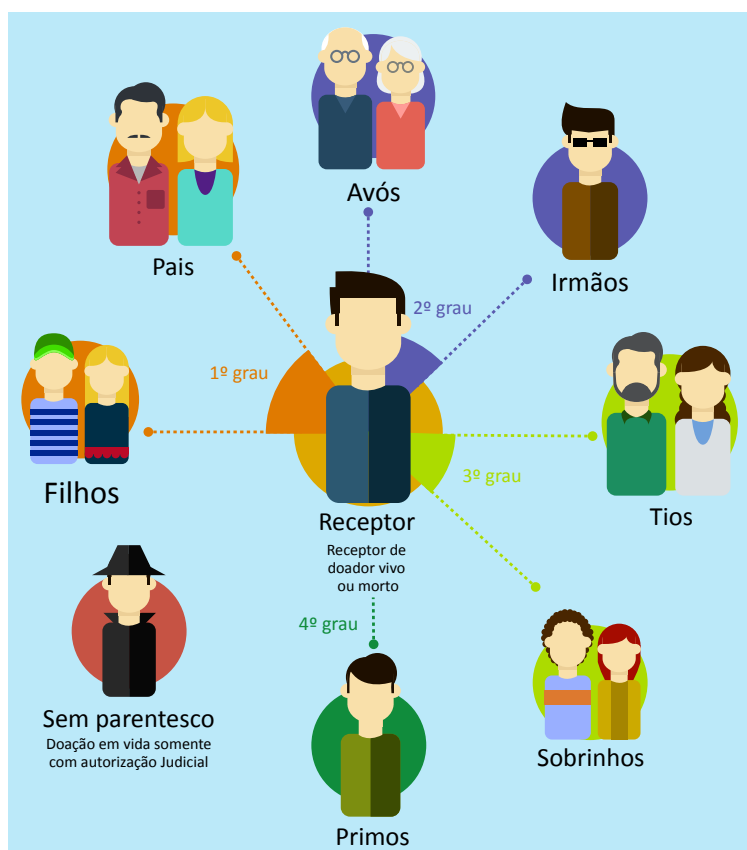 Avós
Pais
Irmãos
2º grau
1º grau
Filhos
3º grau
Tios
Receptor
Receptor de
doador vivo
ou morto
4º grau
Sem parentesco
Doação em vida somente
com autorização Judicial
Sobrinhos
Primos